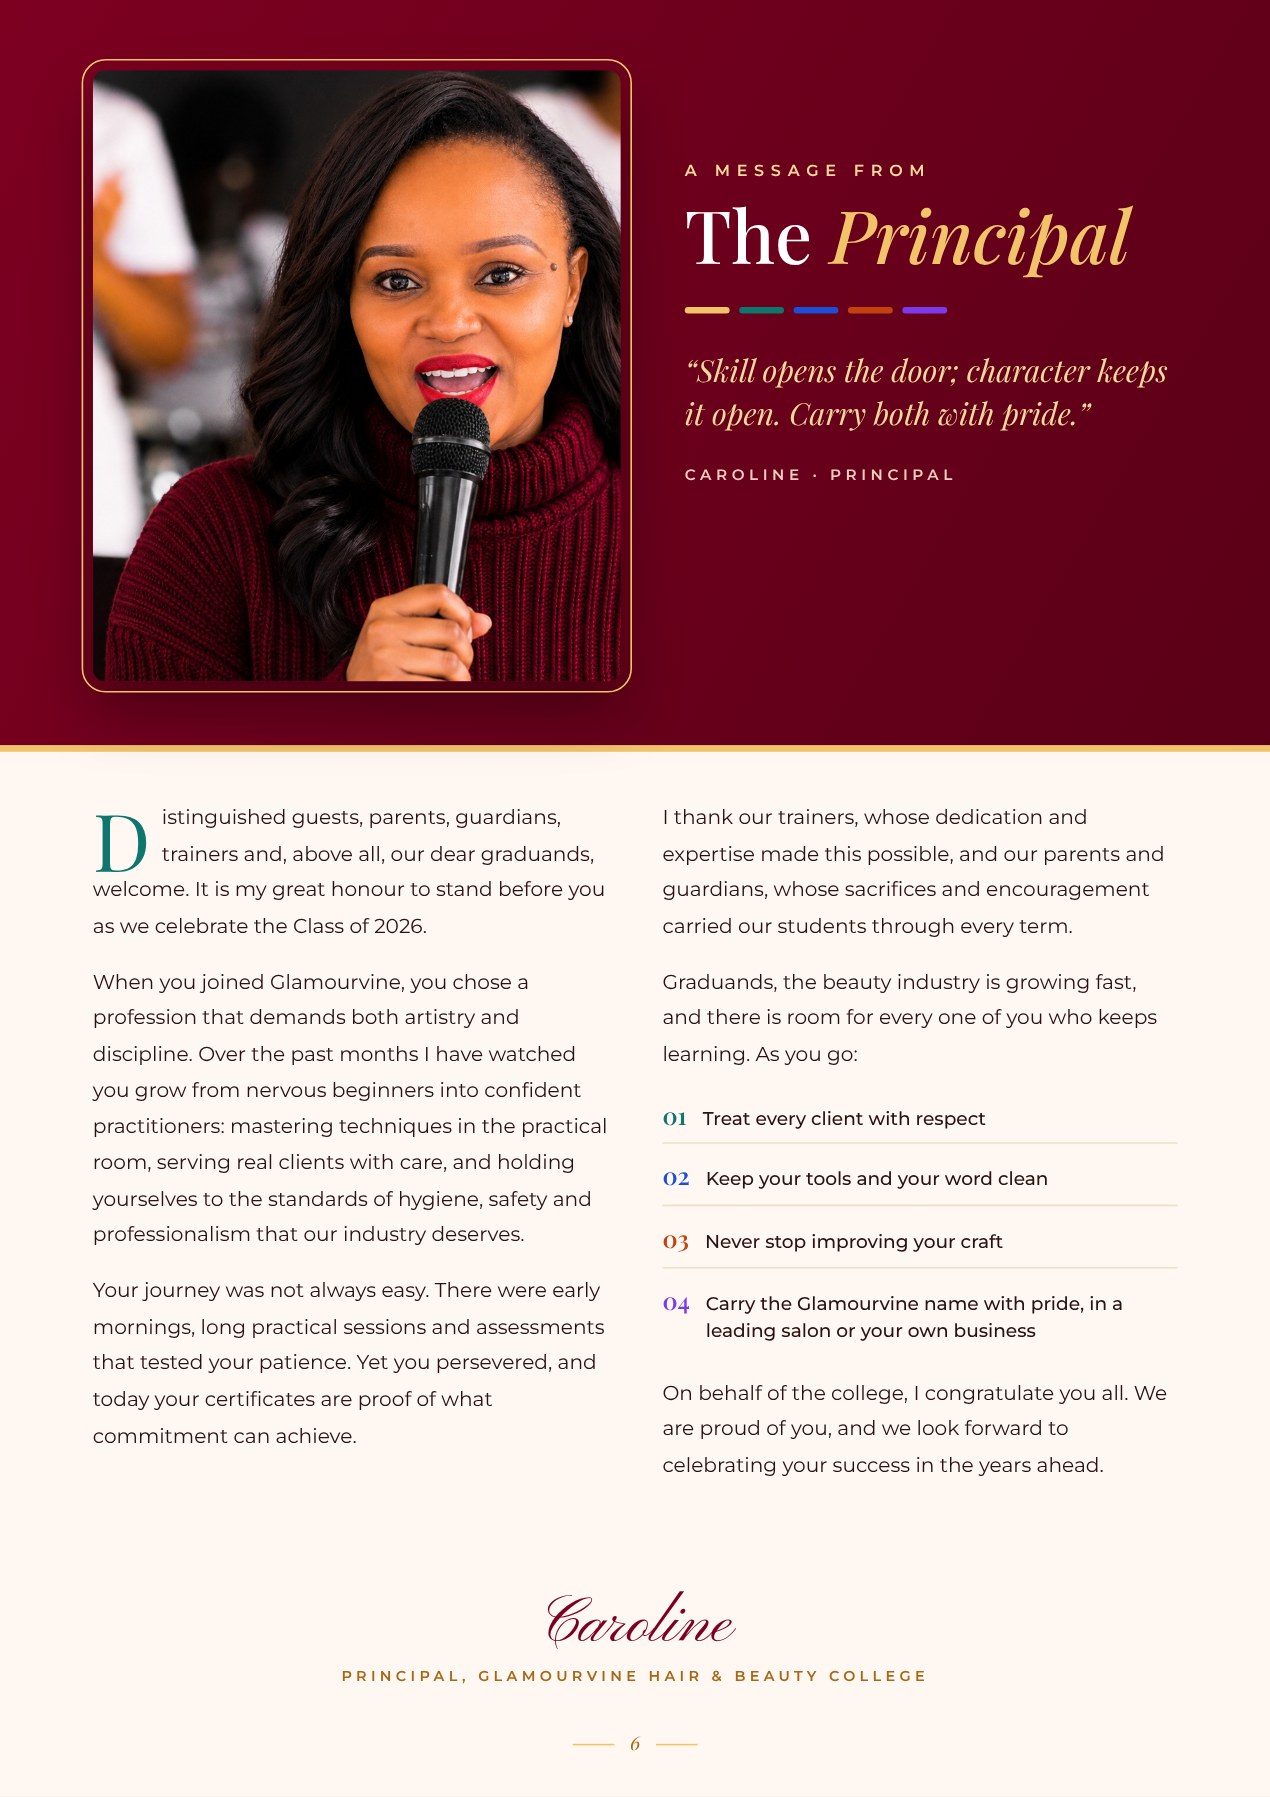 A MESSAGE FROM
The Principal
“Skill opens the door; character keeps
it open. Carry both with pride.”
CAROLINE · PRINCIPAL
Distinguished guests, parents, guardians,
trainers and, above all, our dear graduands,
welcome. It is my great honour to stand before you
as we celebrate the Class of 2026.
When you joined Glamourvine, you chose a
profession that demands both artistry and
discipline. Over the past months I have watched
you grow from nervous beginners into confident
practitioners: mastering techniques in the practical
room, serving real clients with care, and holding
yourselves to the standards of hygiene, safety and
professionalism that our industry deserves.
Your journey was not always easy. There were early
mornings, long practical sessions and assessments
that tested your patience. Yet you persevered, and
today your certificates are proof of what
commitment can achieve.
I thank our trainers, whose dedication and
expertise made this possible, and our parents and
guardians, whose sacrifices and encouragement
carried our students through every term.
Graduands, the beauty industry is growing fast,
and there is room for every one of you who keeps
learning. As you go:
01 Treat every client with respect
02 Keep your tools and your word clean
03 Never stop improving your craft
04 Carry the Glamourvine name with pride, in a
leading salon or your own business
On behalf of the college, I congratulate you all. We
are proud of you, and we look forward to
celebrating your success in the years ahead.
Caroline
PRINCIPAL, GLAMOURVINE HAIR & BEAUTY COLLEGE
6